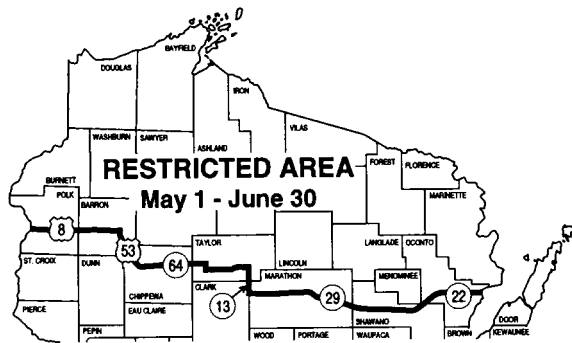 BAYFIELD
DOUGLAS
IRON
VILAS
WASHBURN
SAWYER
ASHLAND
FOREST
FLORENCE
RESTRICTED AREA
May 1 - June 30
BURNETT
POLK
BARRON
MARINETTE
8
53
TAYLOR
LANGLADE
OCONTO
ST. CROIX
DUNN
64
LINCOLN
MARATHON
MENOMINEE
CHIPPEWA
CLARK
13
29
22
PIERCE
EAU CLAIRE
PEPIN
WOOD
PORTAGE
SHAWANO
WAUPACA
BROWN
DOOR
KEWAUNEE